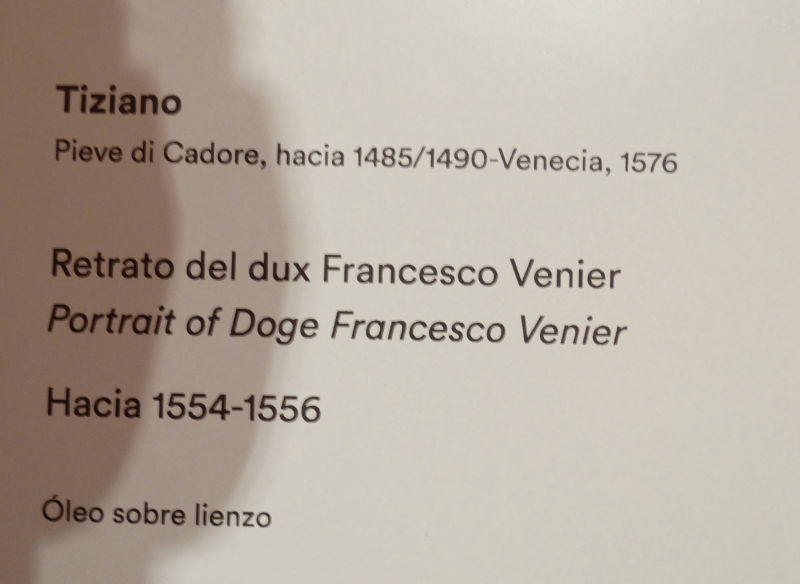 Tiziano
Pieve di Cadore, hacia 1485/1490-Venecia, 1576
Retrato del dux Francesco Venier
Portrait of Doge Francesco Venier
Hacia 1554-1556
Óleo sobre lienzo